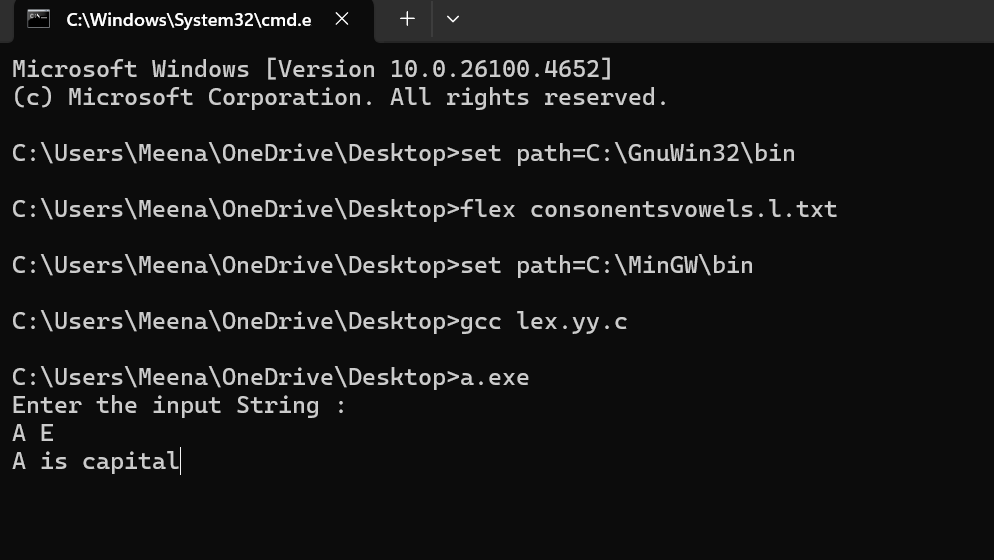 C:\Windows\System32\cmd.e
Microsoft Windows [Version 10.0.26100.4652]
(c) Microsoft Corporation. All rights reserved.
C:\Users\Meena\OneDrive\Desktop>set path=C:\GnuWin32\bin
C:\Users\Meena\OneDrive\Desktop>flex consonentsvowels.l.txt
C:\Users\Meena\OneDrive\Desktop>set path=C:\MinGW\bin
C:\Users\Meena\OneDrive\Desktop>gcc lex.yy.c
C:\Users\Meena\OneDrive\Desktop>a.exe
Enter the input String :
A E
A is capital